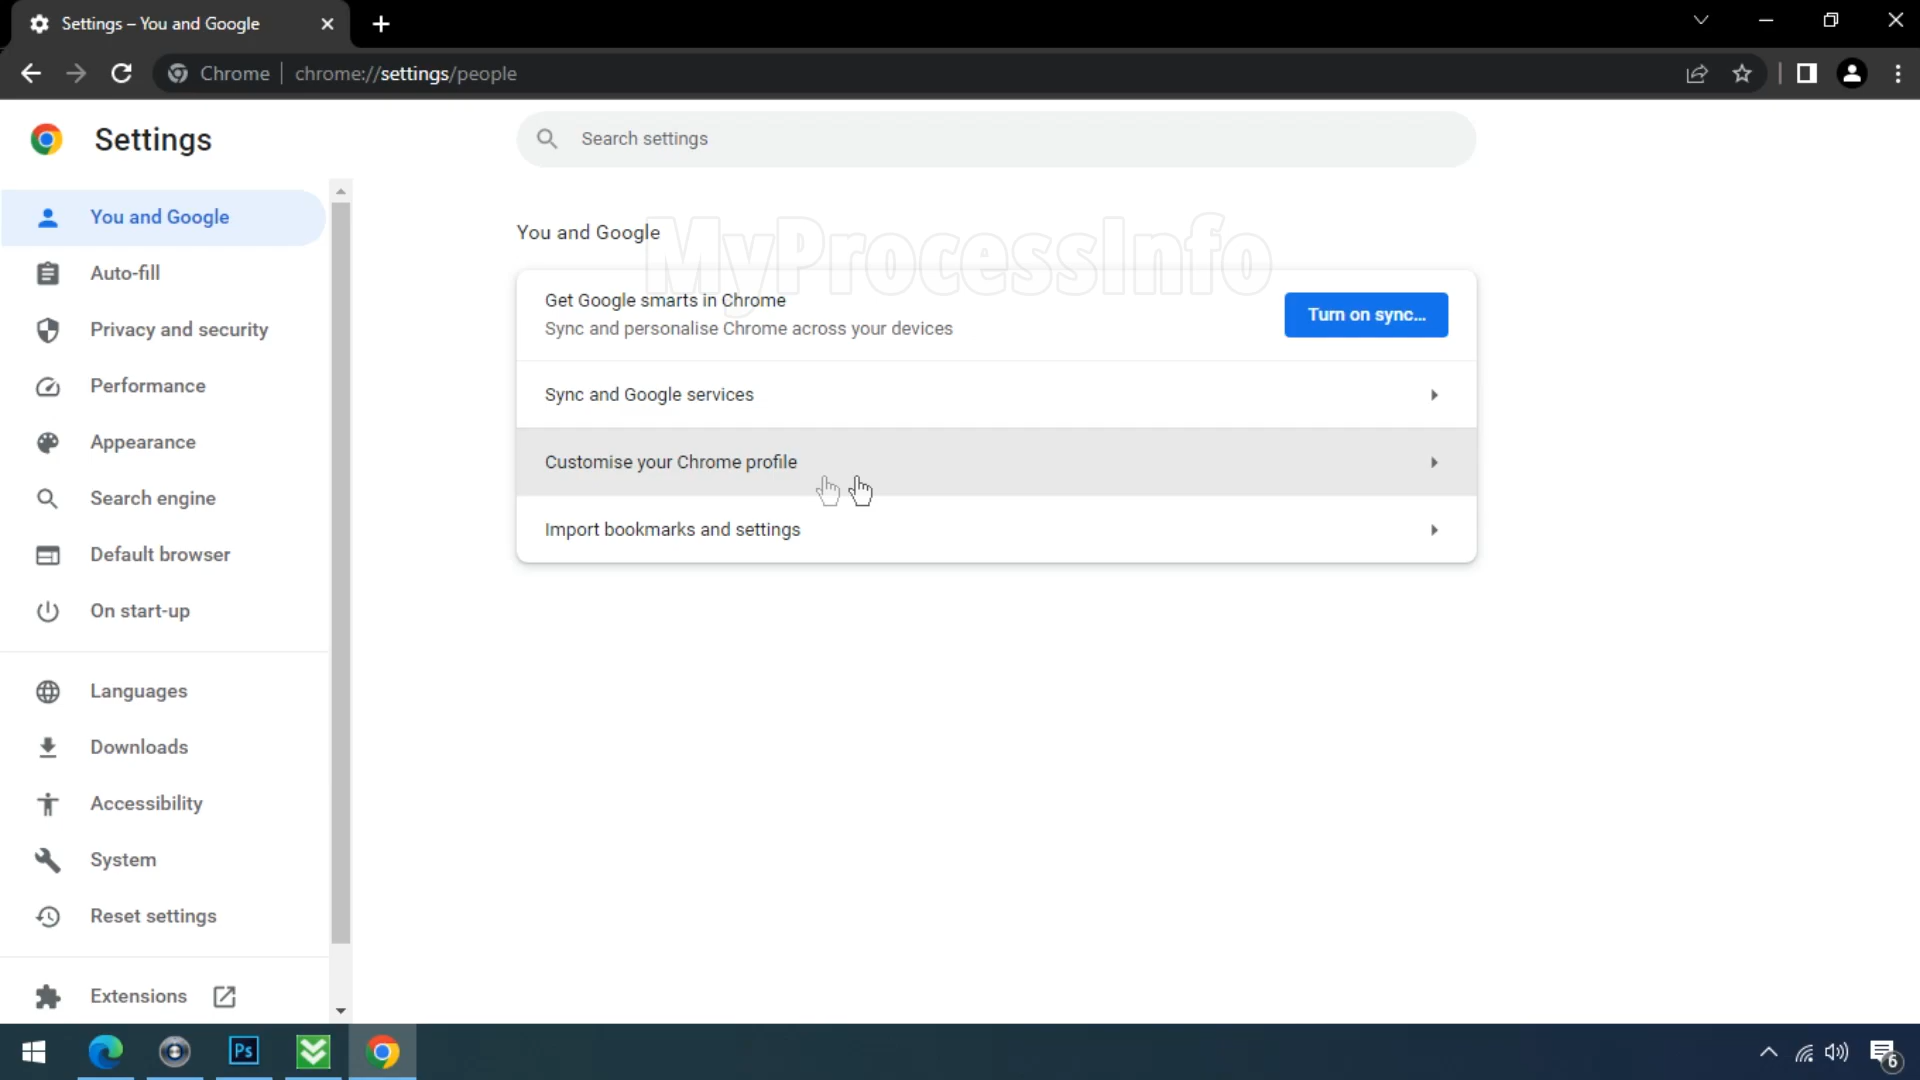 Settings – You and Google
Chrome
chrome://settings/people
Settings
Search settings
You and Google
Auto-fill
Privacy and security
Performance
Appearance
Search engine
Default browser
On start-up
Languages
Downloads
Accessibility
System
Reset settings
Extensions
You and Google
MyProcessInfo
Get Google smarts in Chrome
Sync and personalise Chrome across your devices
Turn on sync...
Sync and Google services
Customise your Chrome profile
Import bookmarks and settings
Ps
6